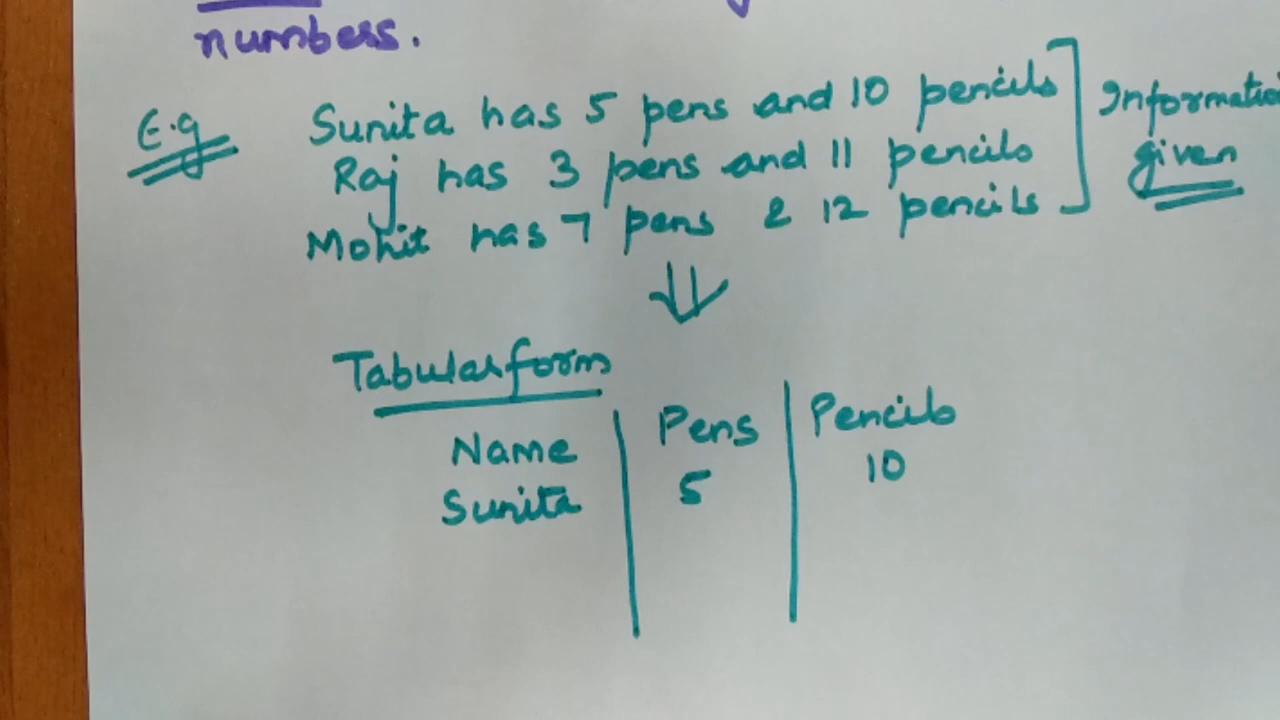 numbers.
E.g Sunita has 5 pens and 10 pencils
Raj has 3 pens and 11 pencils
Mohit has 7 pens & 12 pencils
Informatio
given
Tabular form
Name Pens Pencils
Sunita 5 10